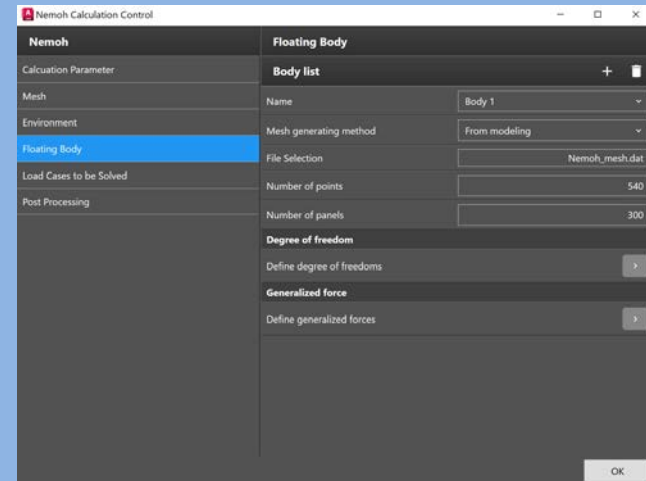 Nemoh Calculation Control
Nemoh
Calcuation Parameter
Mesh
Environment
Floating Body
Load Cases to be Solved
Post Processing
Floating Body
Body list
Name Body 1
Mesh generating method From modeling
File Selection Nemoh_mesh.dat
Number of points 540
Number of panels 300
Degree of freedom
Define degree of freedoms
Generalized force
Define generalized forces
OK